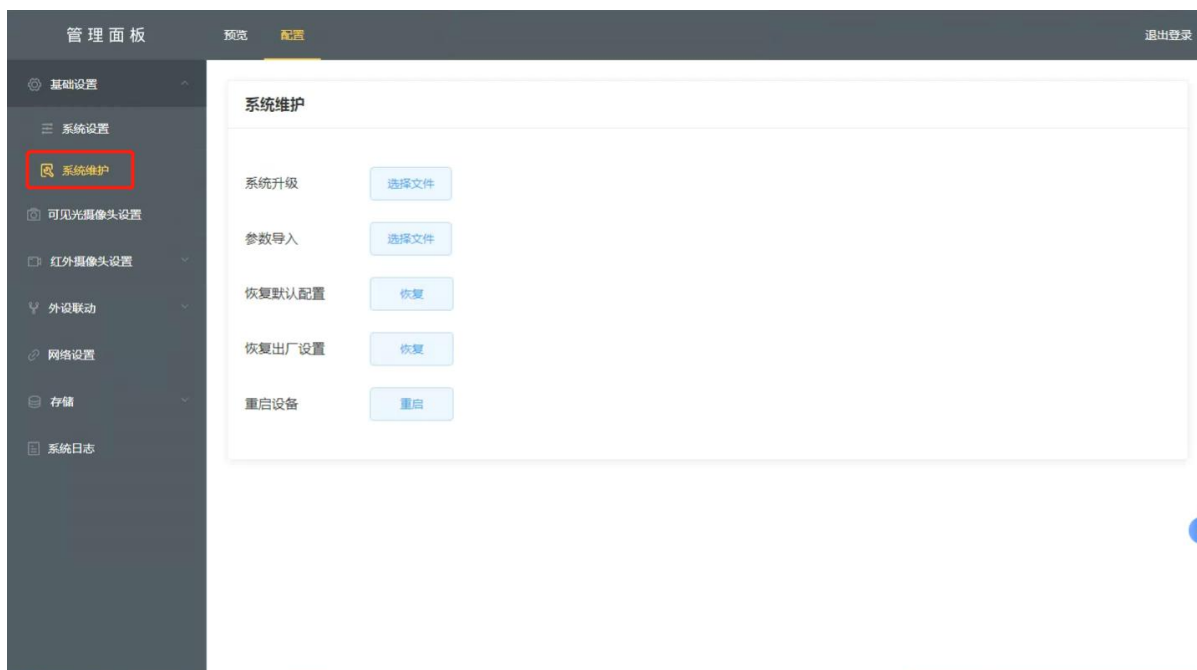 管理面板 预览 配置 退出登录
基础设置
系统设置
系统维护
可见光摄像头设置
红外摄像头设置
外设联动
网络设置
存储
系统日志
系统维护
系统升级 选择文件
参数导入 选择文件
恢复默认配置 恢复
恢复出厂设置 恢复
重启设备 重启